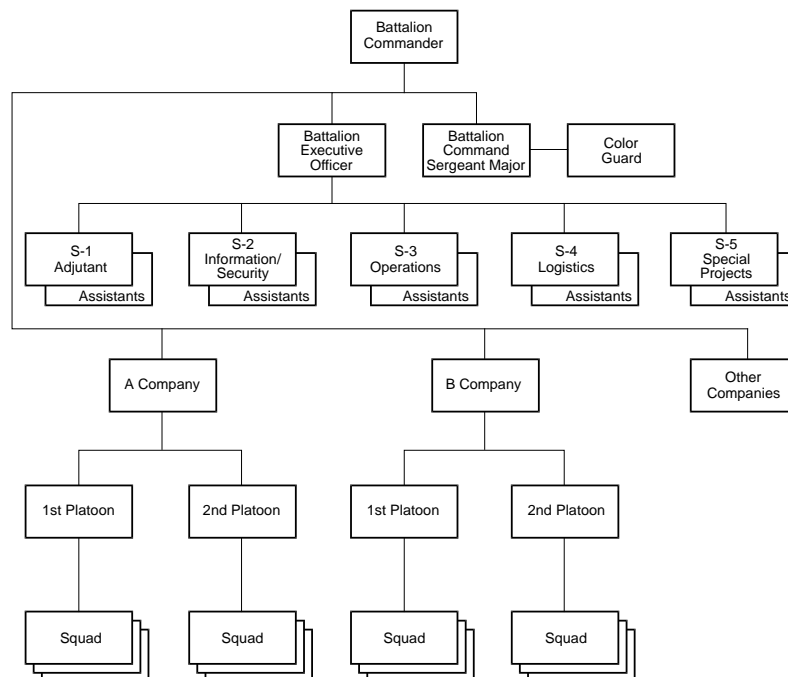 Battalion
Commander
Battalion
Executive
Officer
Battalion
Command
Sergeant Major
Color
Guard
S-1
Adjutant
Assistants
S-2
Information/
Security
Assistants
S-3
Operations
Assistants
S-4
Logistics
Assistants
S-5
Special
Projects
Assistants
A Company
B Company
Other
Companies
1st Platoon
2nd Platoon
1st Platoon
2nd Platoon
Squad
Squad
Squad
Squad